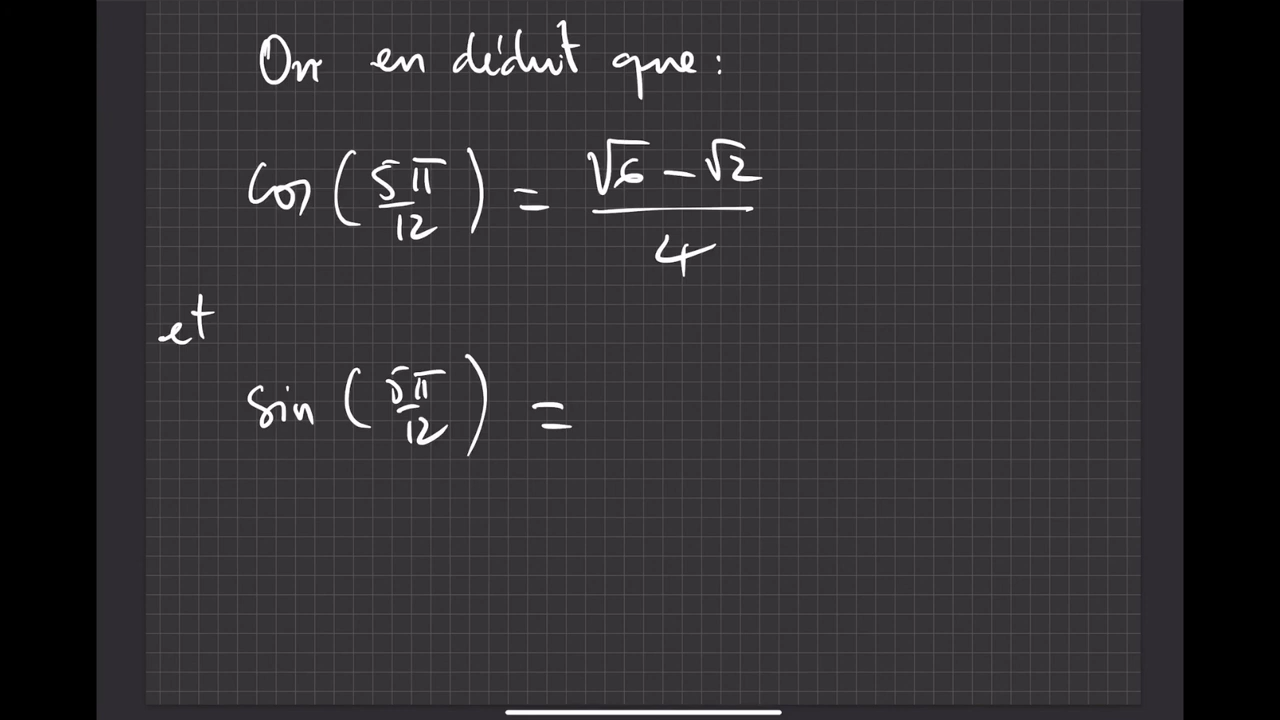 On en déduit que :
cos(5π/12) = (√6 - √2)/4
et
sin(5π/12) =